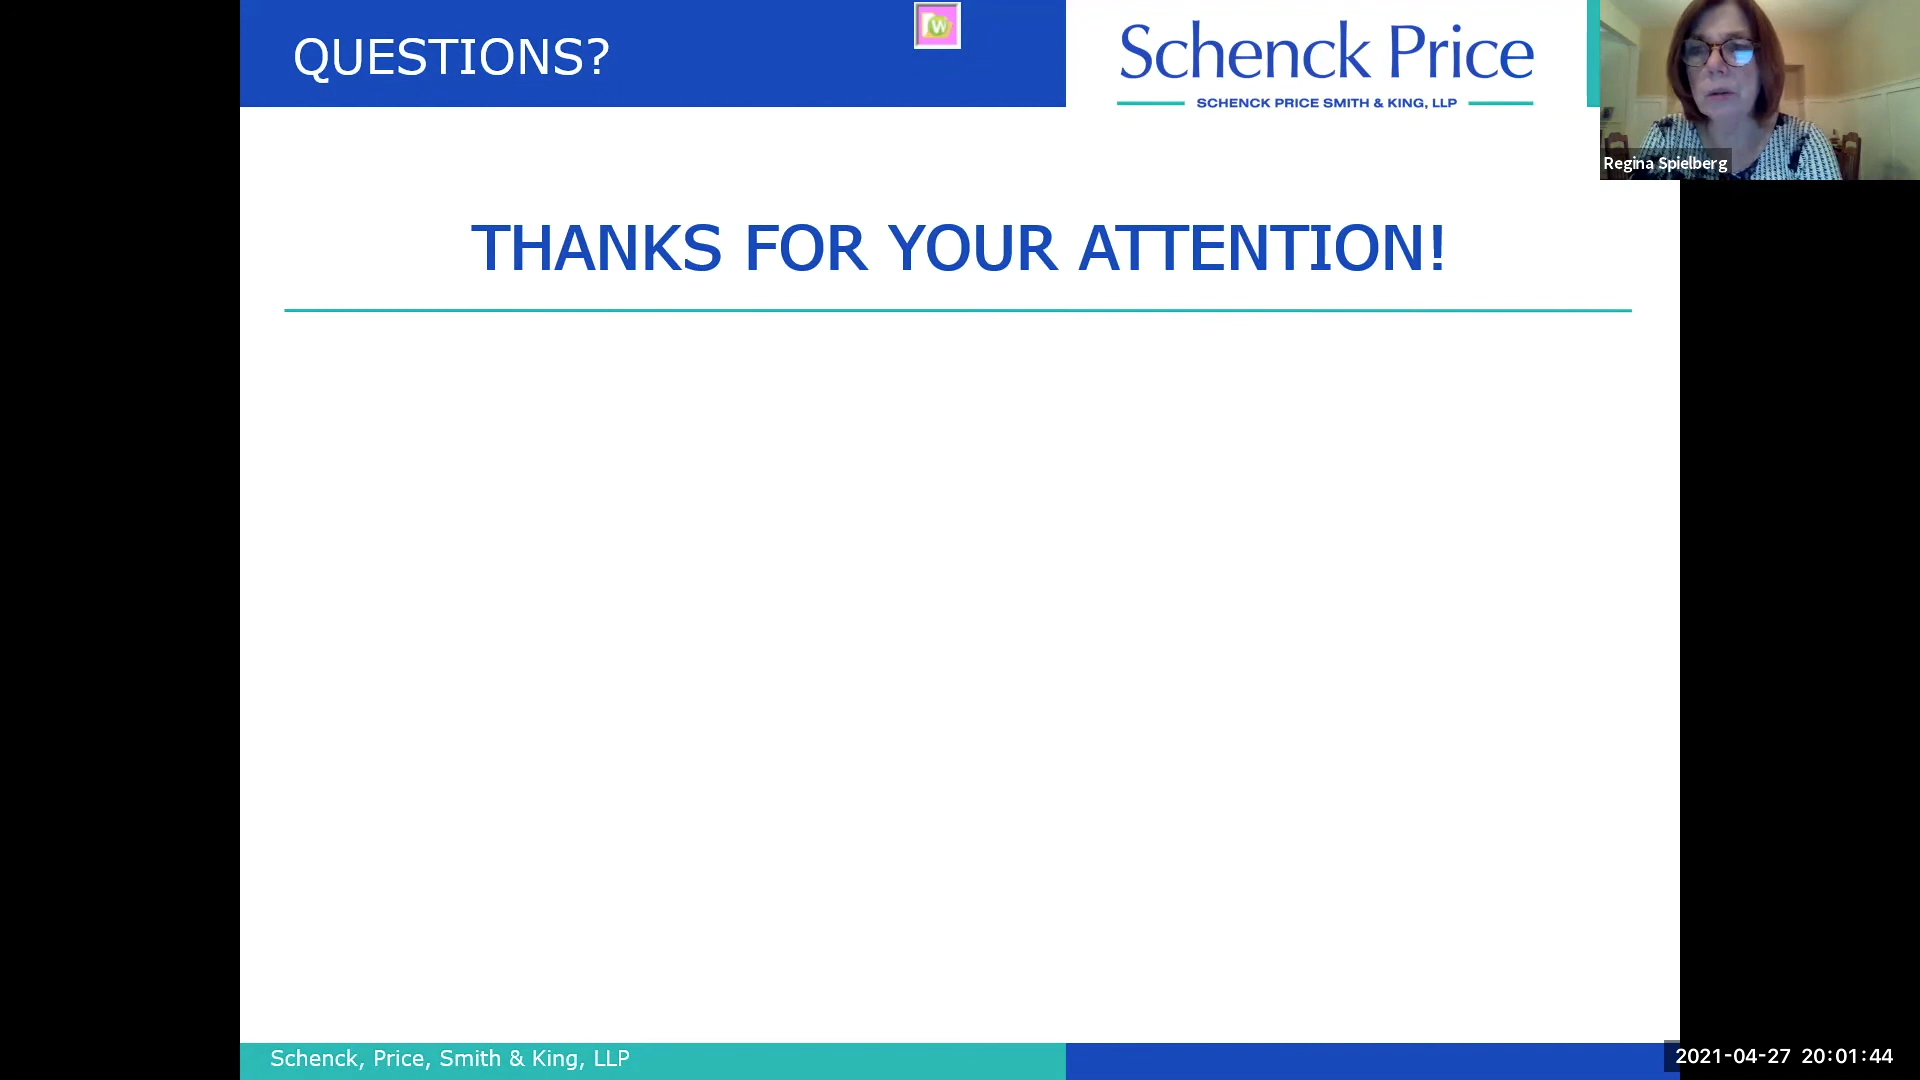 QUESTIONS?
W
Schenck Price
SCHENCK PRICE SMITH & KING, LLP
Regina Spielberg
THANKS FOR YOUR ATTENTION!
Schenck, Price, Smith & King, LLP
2021-04-27 20:01:44